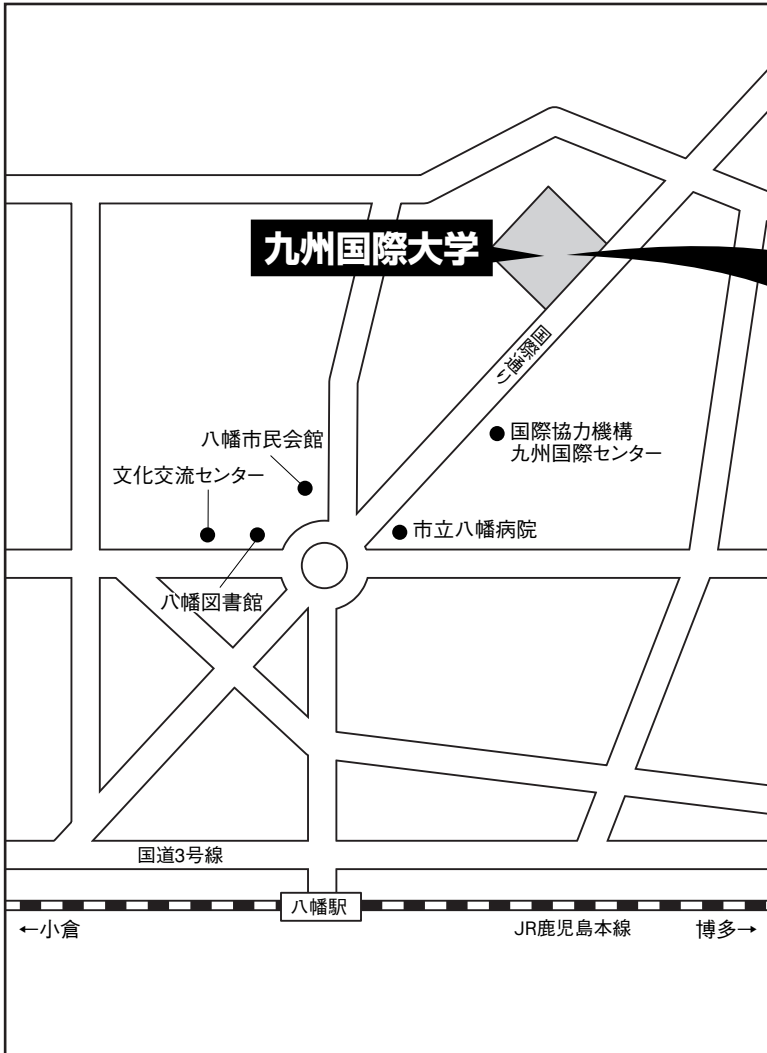 九州国際大学
国際通り
国際協力機構
九州国際センター
八幡市民会館
文化交流センター
市立八幡病院
八幡図書館
国道3号線
八幡駅
←小倉
JR鹿児島本線
博多→